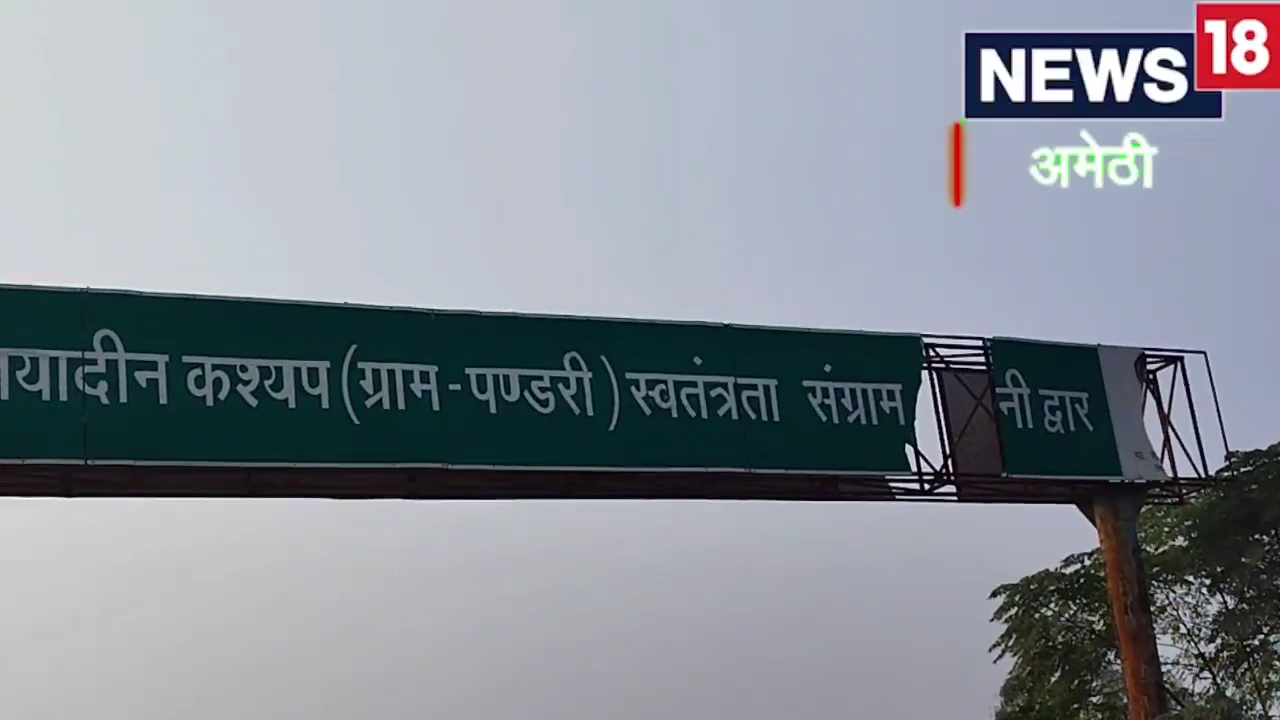 NEWS 18
अमेठी
यादीन कश्यप (ग्राम - पण्डरी) स्वतंत्रता संग्राम नी द्वार